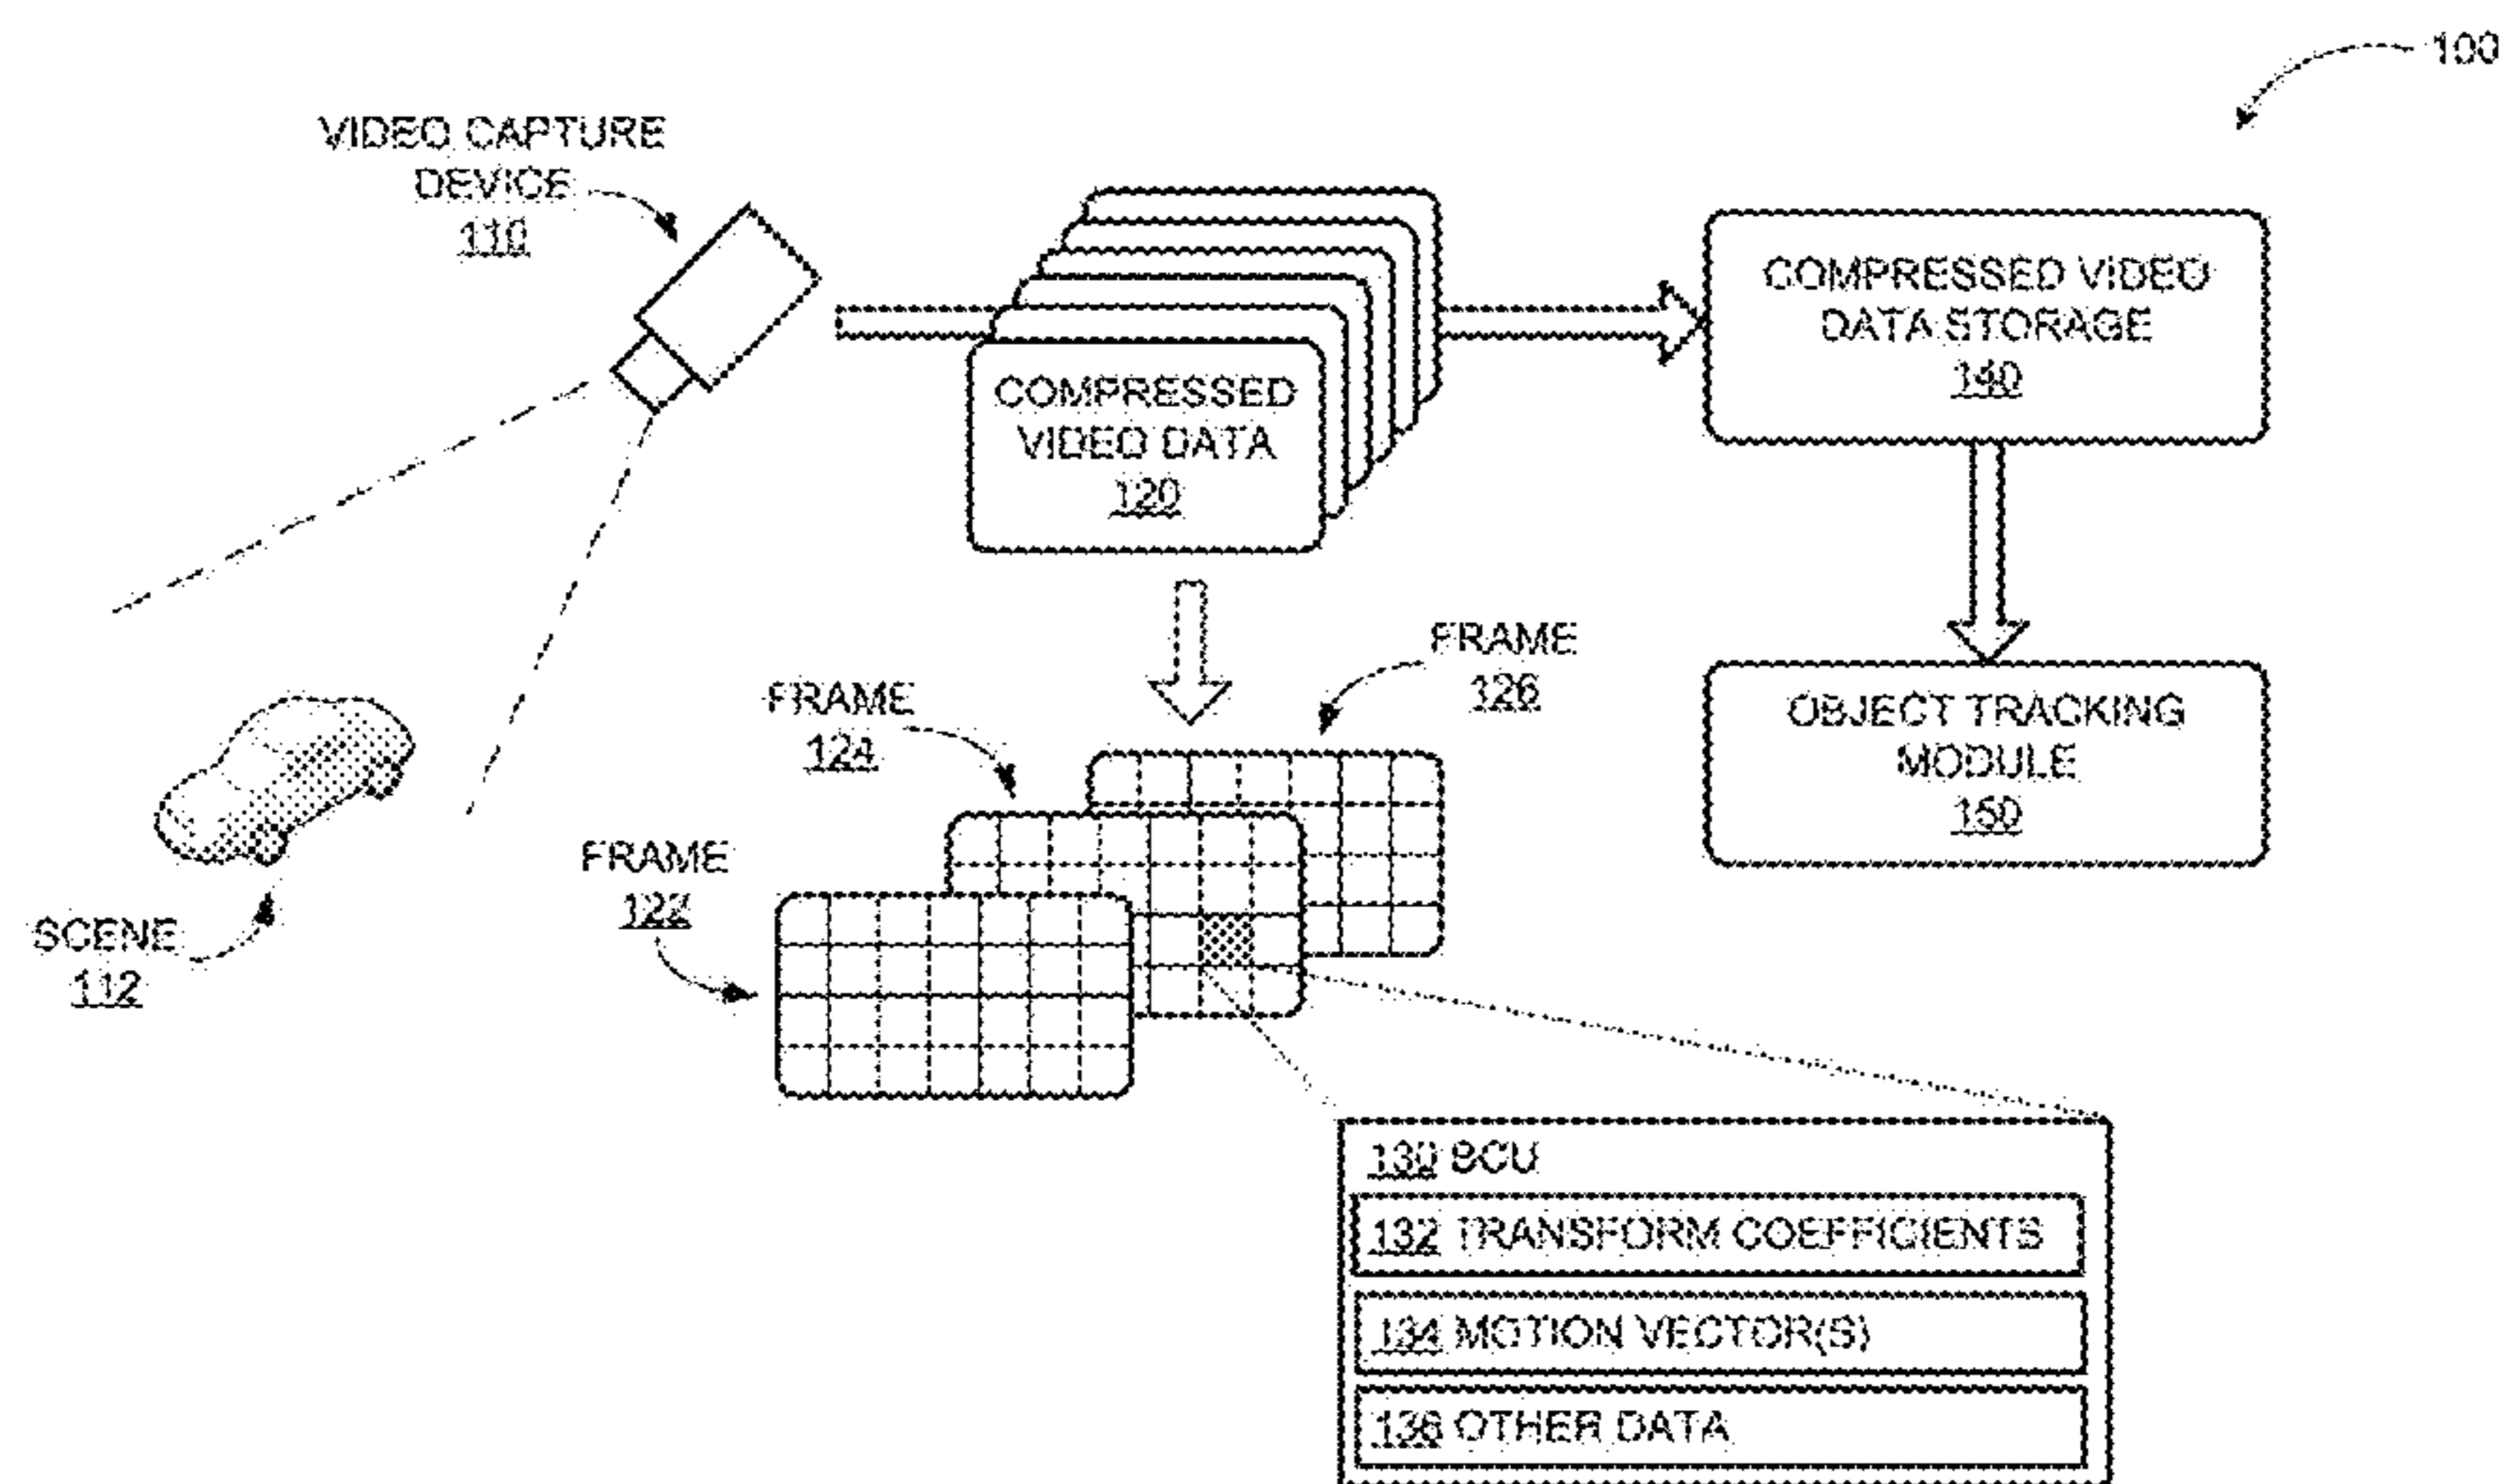 100
VIDEO CAPTURE
DEVICE
110
COMPRESSED
VIDEO DATA
120
COMPRESSED VIDEO
DATA STORAGE
140
OBJECT TRACKING
MODULE
150
SCENE
112
FRAME
122
FRAME
124
FRAME
126
130 BCU
132 TRANSFORM COEFFICIENTS
134 MOTION VECTOR(S)
136 OTHER DATA